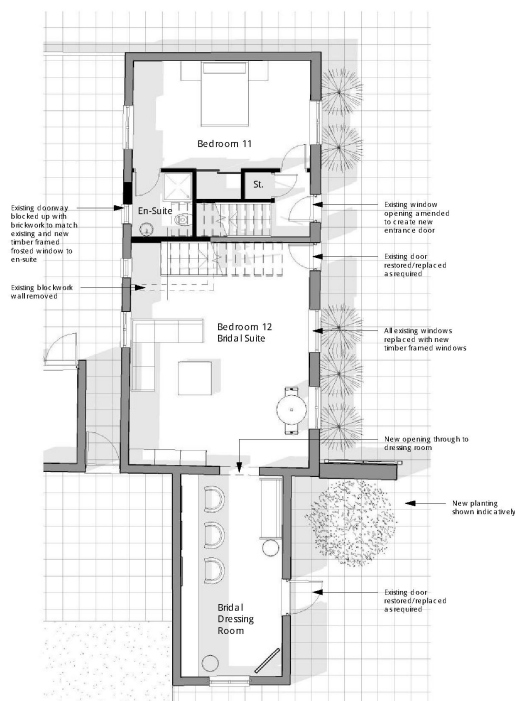 Bedroom 11
St.
En-Suite
Existing doorway
blocked up with
brickwork to match
existing and new
timber framed
frosted window to
en-suite
Existing window
opening amended
to create new
entrance door
Existing door
restored/replaced
as required
Existing blockwork
wall removed
Bedroom 12
Bridal Suite
All existing windows
replaced with new
timber framed windows
New opening through to
dressing room
New planting
shown indicatively
Existing door
restored/replaced
as required
Bridal
Dressing
Room